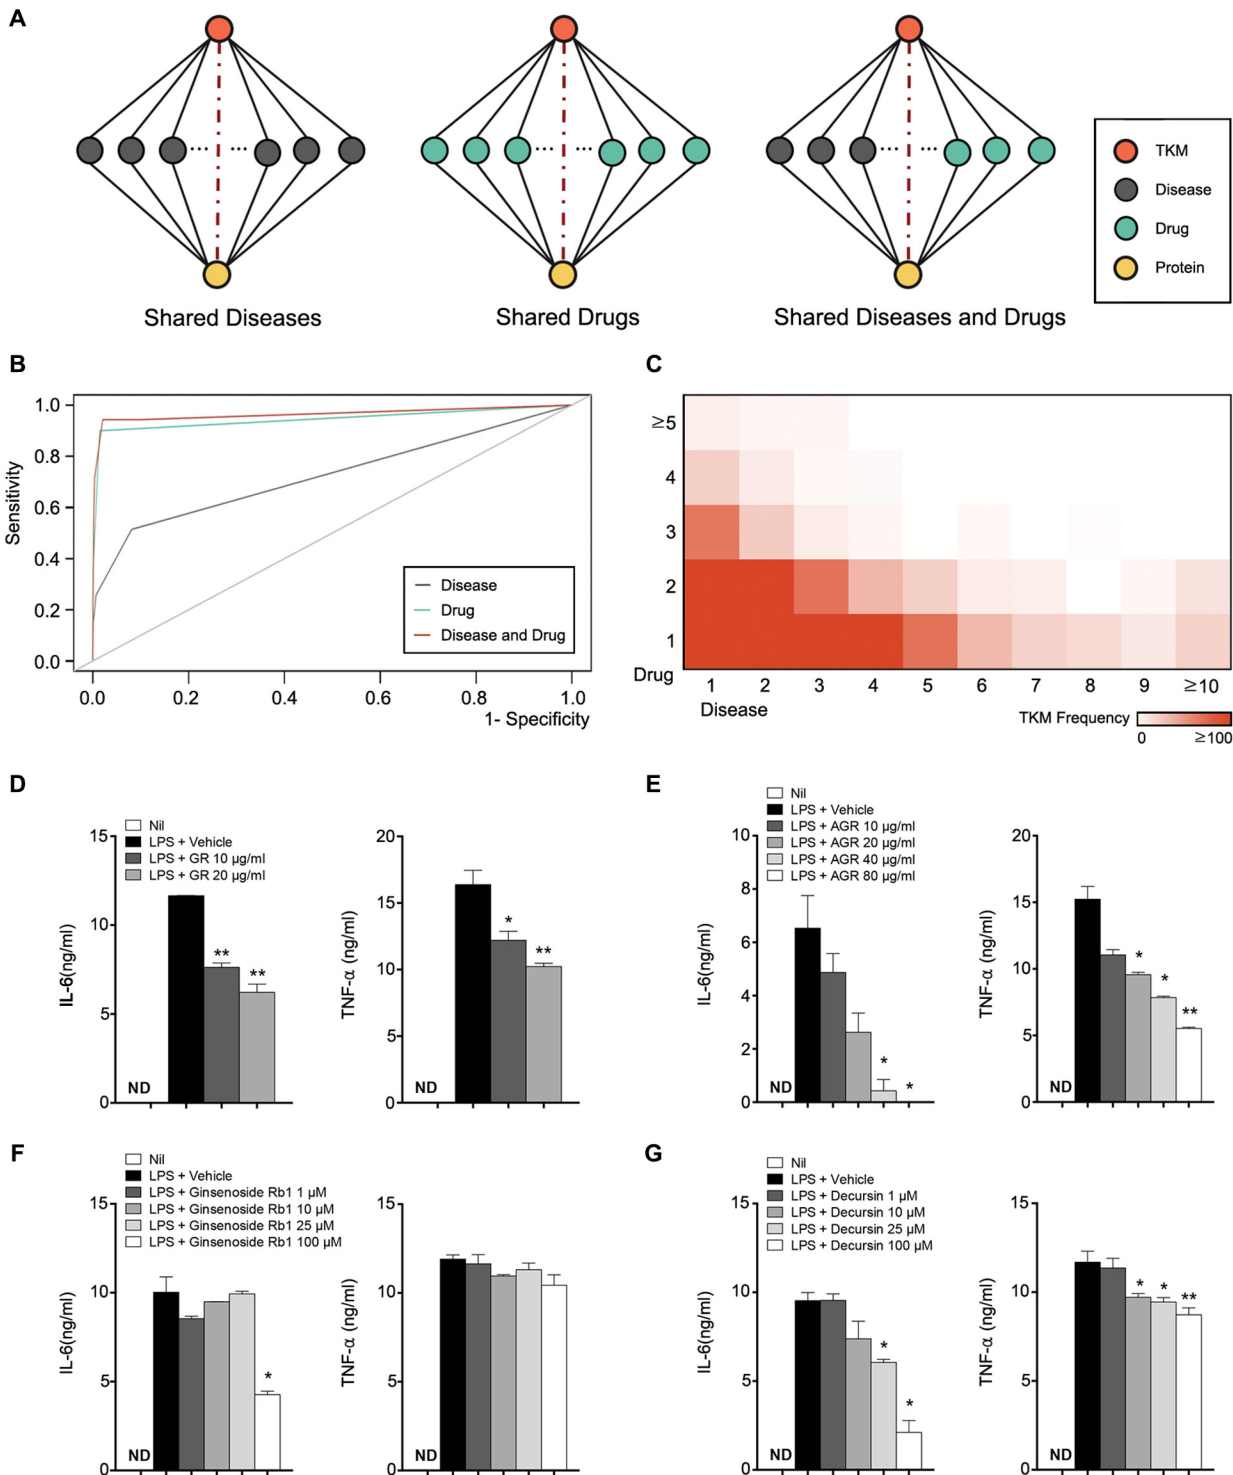 A
TKM
Disease
Drug
Protein
Shared Diseases
Shared Drugs
Shared Diseases and Drugs
B
Sensitivity
1.0
0.8
0.6
0.4
0.2
0.0
Disease
Drug
Disease and Drug
0.0 0.2 0.4 0.6 0.8 1.0
1- Specificity
C
≥5
4
3
2
1
Drug
1 2 3 4 5 6 7 8 9 ≥10
Disease
TKM Frequency
0 ≥100
D
Nil
LPS + Vehicle
LPS + GR 10 µg/ml
LPS + GR 20 µg/ml
IL-6(ng/ml)
15
10
5
0
ND
**
**
TNF-α (ng/ml)
20
15
10
5
0
ND
*
**
E
Nil
LPS + Vehicle
LPS + AGR 10 µg/ml
LPS + AGR 20 µg/ml
LPS + AGR 40 µg/ml
LPS + AGR 80 µg/ml
IL-6(ng/ml)
10
8
6
4
2
0
ND
*
*
TNF-α (ng/ml)
20
15
10
5
0
ND
*
*
**
F
Nil
LPS + Vehicle
LPS + Ginsenoside Rb1 1 µM
LPS + Ginsenoside Rb1 10 µM
LPS + Ginsenoside Rb1 25 µM
LPS + Ginsenoside Rb1 100 µM
IL-6(ng/ml)
15
10
5
0
ND
*
TNF-α (ng/ml)
15
10
5
0
ND
G
Nil
LPS + Vehicle
LPS + Decursin 1 µM
LPS + Decursin 10 µM
LPS + Decursin 25 µM
LPS + Decursin 100 µM
IL-6(ng/ml)
15
10
5
0
ND
*
*
TNF-α (ng/ml)
15
10
5
0
ND
*
*
**